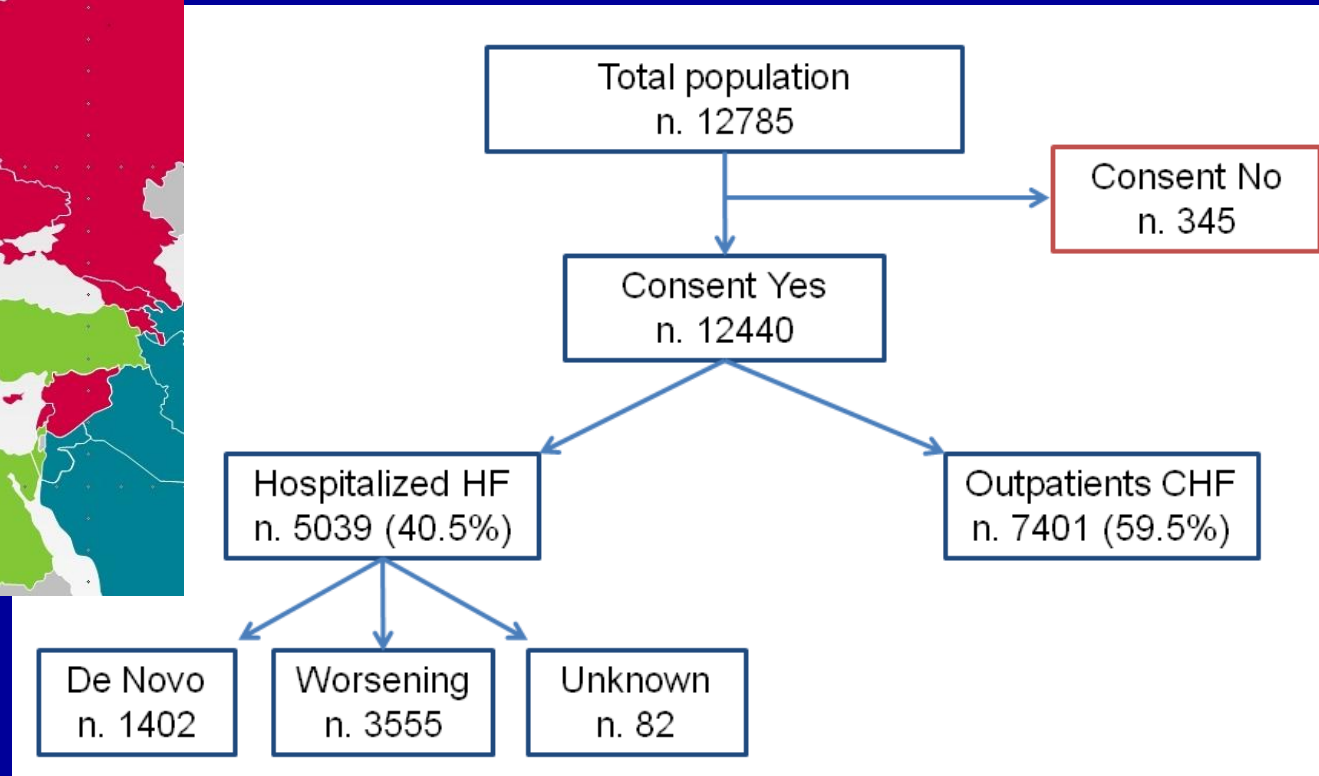 Total population
n. 12785
Consent No
n. 345
Consent Yes
n. 12440
Hospitalized HF
n. 5039 (40.5%)
Outpatients CHF
n. 7401 (59.5%)
De Novo
n. 1402
Worsening
n. 3555
Unknown
n. 82